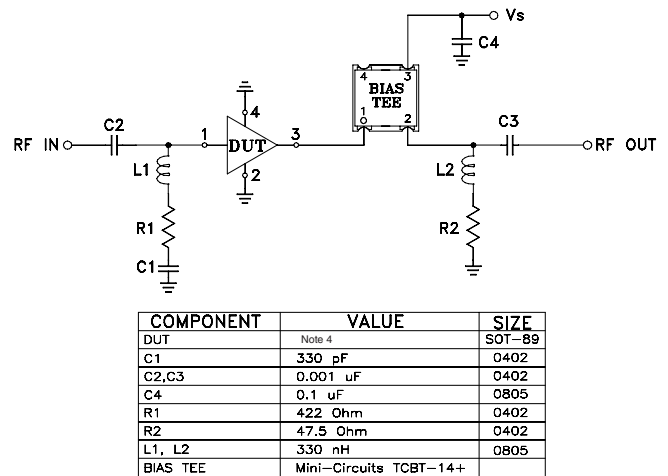 Vs
C4
4 3
BIAS
TEE
1 2
C2
4
C3
RF IN
1
DUT
3
RF OUT
L1
2
L2
R1
R2
C1
COMPONENT VALUE SIZE
DUT Note 4 SOT-89
C1 330 pF 0402
C2,C3 0.001 uF 0402
C4 0.1 uF 0805
R1 422 Ohm 0402
R2 47.5 Ohm 0402
L1, L2 330 nH 0805
BIAS TEE Mini-Circuits TCBT-14+